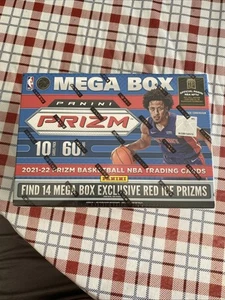 MEGA BOX
PANINI
PRIZM
10 60
2021-22 PRIZM BASKETBALL NBA TRADING CARDS
PANINI
FIND 14 MEGA BOX EXCLUSIVE RED ICE PRIZMS